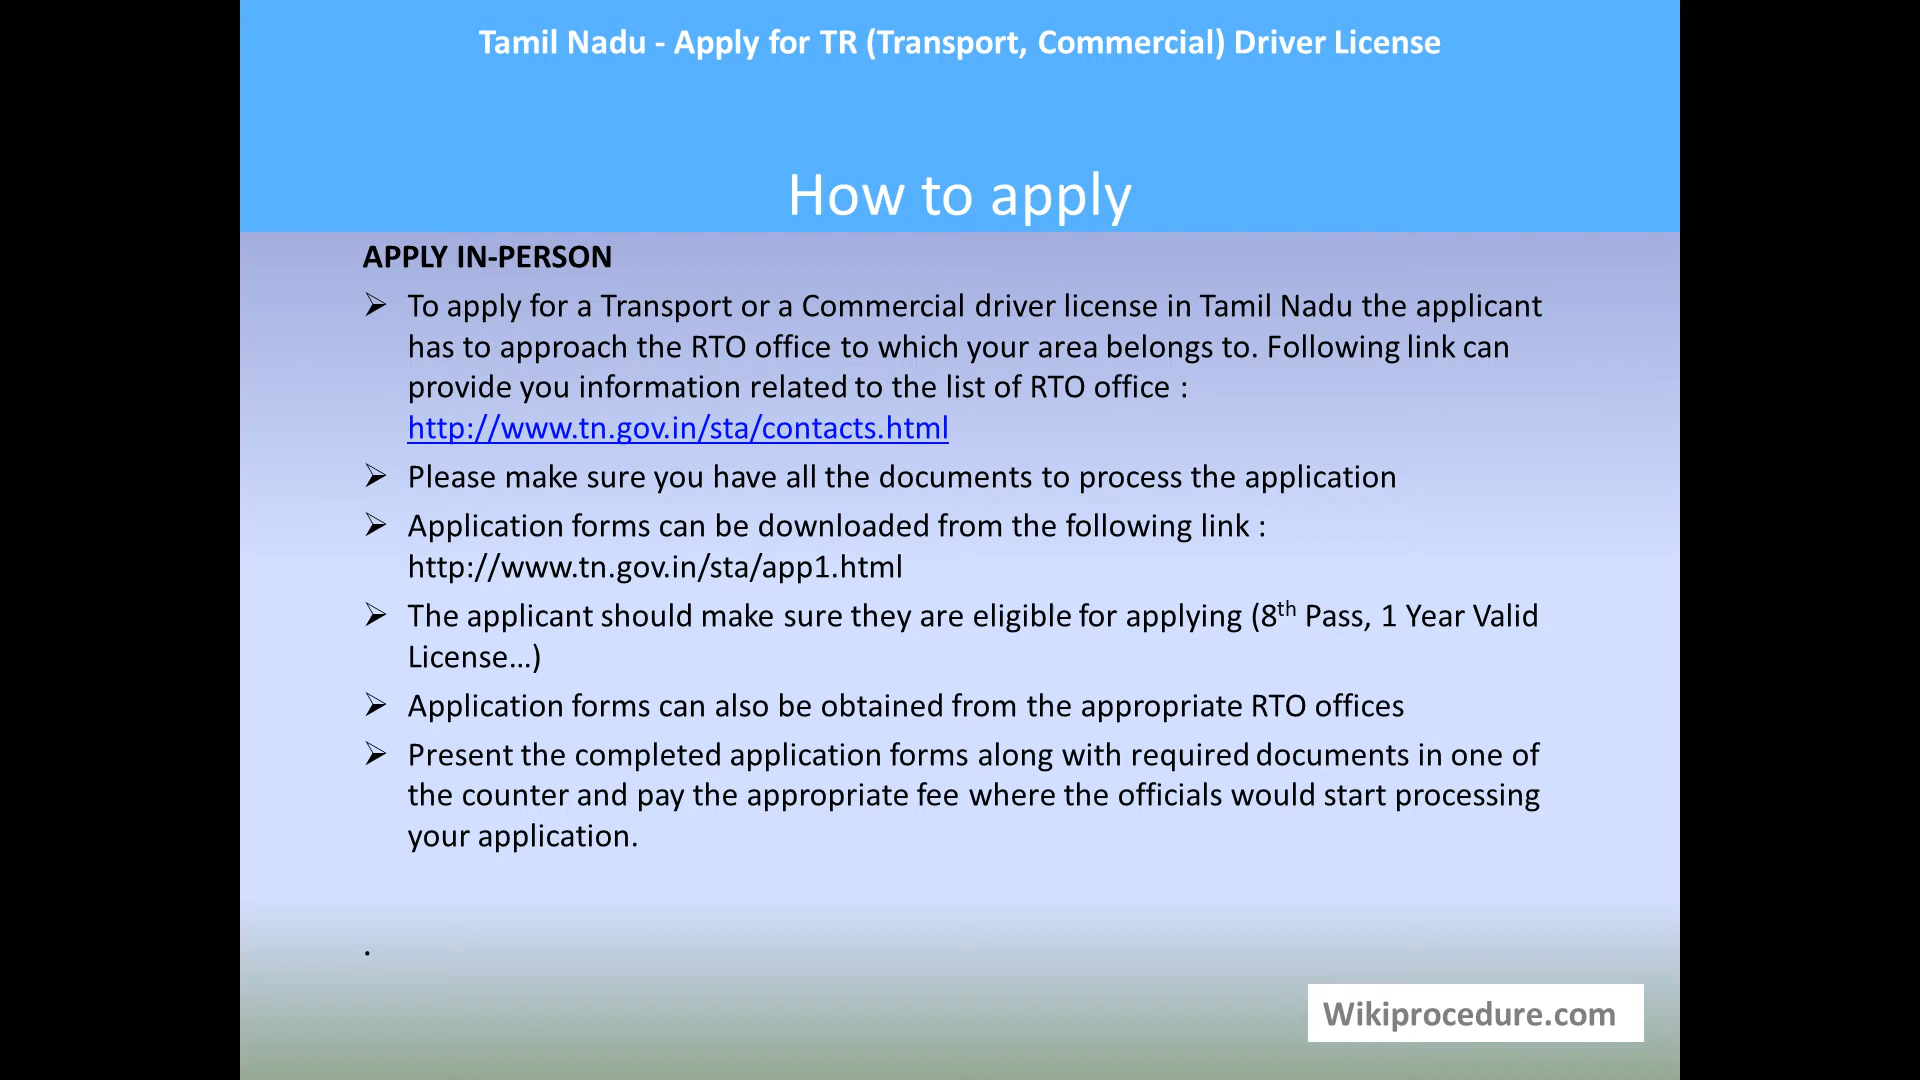 Tamil Nadu - Apply for TR (Transport, Commercial) Driver License
How to apply
APPLY IN-PERSON
➢ To apply for a Transport or a Commercial driver license in Tamil Nadu the applicant
has to approach the RTO office to which your area belongs to. Following link can
provide you information related to the list of RTO office :
http://www.tn.gov.in/sta/contacts.html
➢ Please make sure you have all the documents to process the application
➢ Application forms can be downloaded from the following link :
http://www.tn.gov.in/sta/app1.html
➢ The applicant should make sure they are eligible for applying (8th Pass, 1 Year Valid
License…)
➢ Application forms can also be obtained from the appropriate RTO offices
➢ Present the completed application forms along with required documents in one of
the counter and pay the appropriate fee where the officials would start processing
your application.
.
Wikiprocedure.com